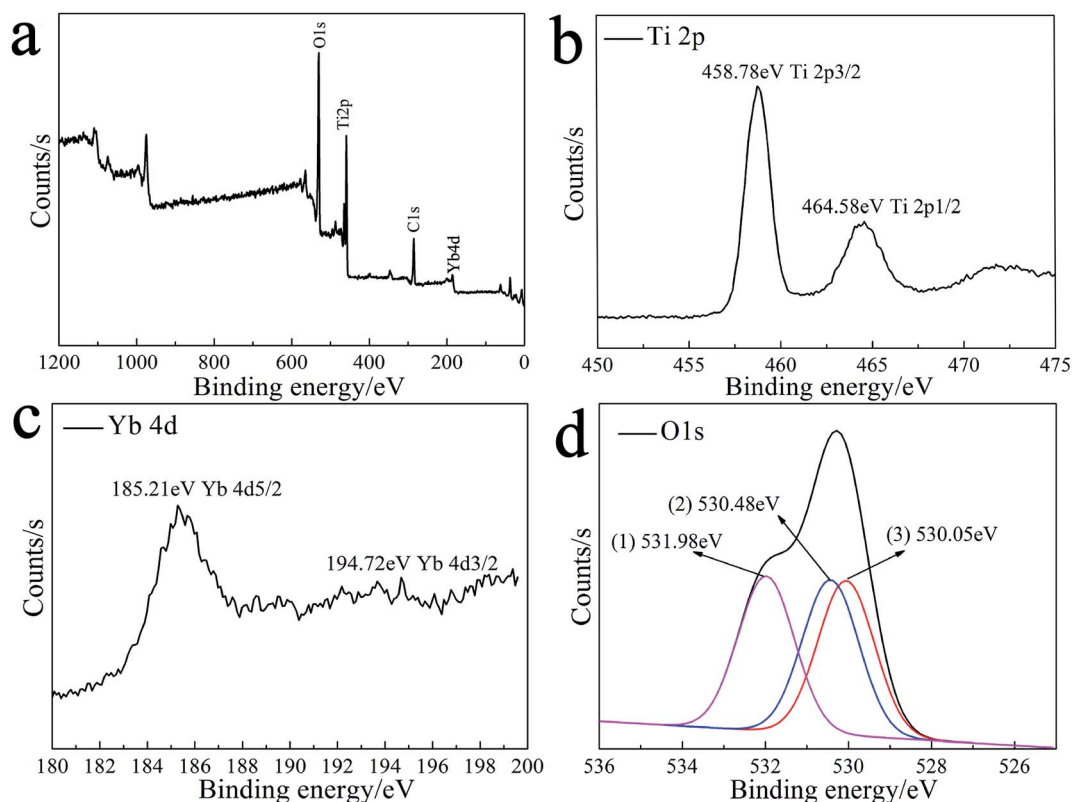 a
O1s
Ti2p
C1s
Yb4d
Counts/s
1200 1000 800 600 400 200 0
Binding energy/eV
b
Ti 2p
458.78eV Ti 2p3/2
464.58eV Ti 2p1/2
Counts/s
450 455 460 465 470 475
Binding energy/eV
c
Yb 4d
185.21eV Yb 4d5/2
194.72eV Yb 4d3/2
Counts/s
180 182 184 186 188 190 192 194 196 198 200
Binding energy/eV
d
O1s
(2) 530.48eV
(1) 531.98eV
(3) 530.05eV
Counts/s
536 534 532 530 528 526
Binding energy/eV